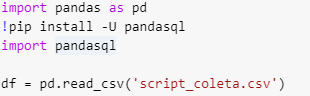 import pandas as pd
!pip install -U pandasql
import pandasql
df = pd.read_csv('script_coleta.csv')